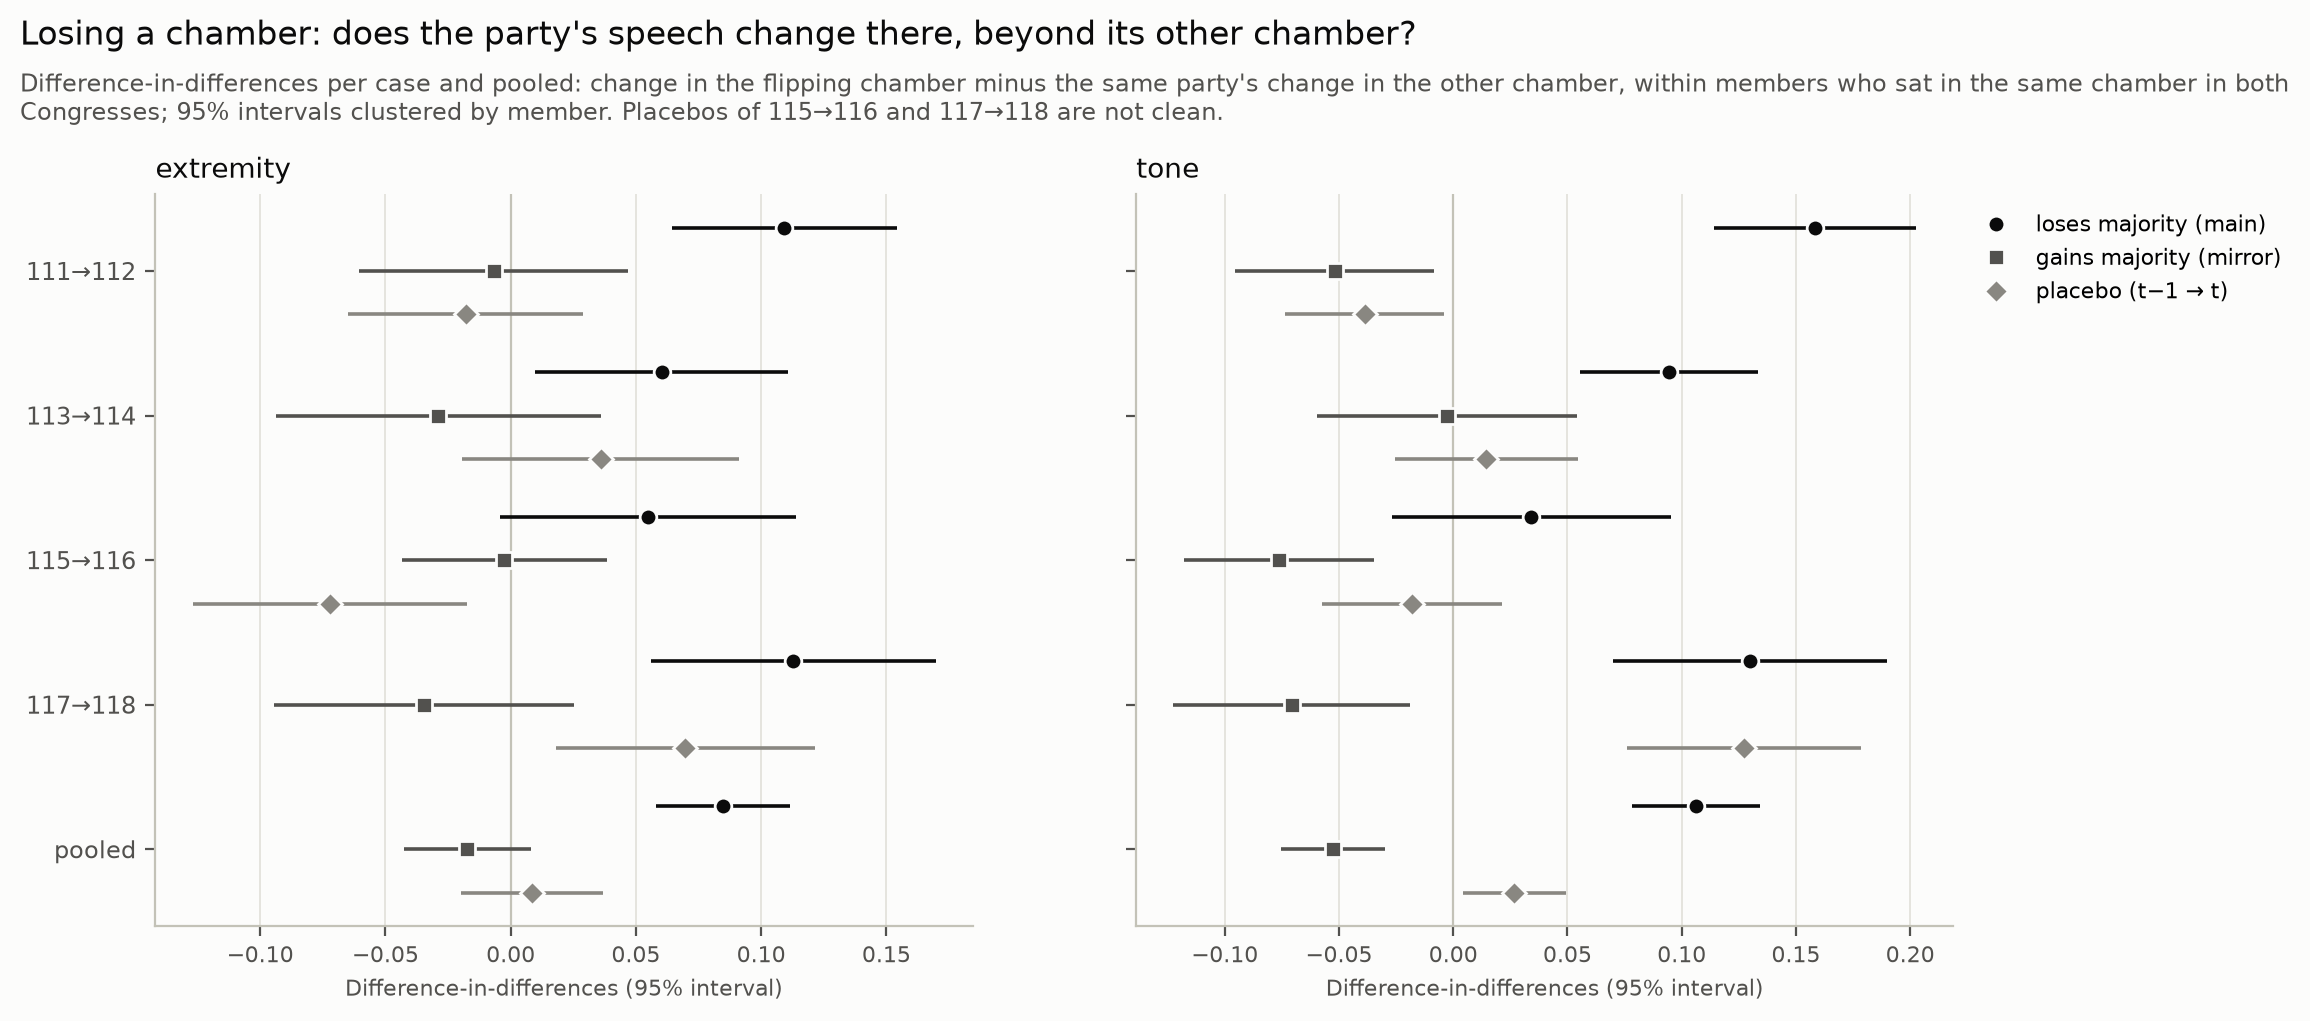 Losing a chamber: does the party's speech change there, beyond its other chamber?
Difference-in-differences per case and pooled: change in the flipping chamber minus the same party's change in the other chamber, within members who sat in the same chamber in both
Congresses; 95% intervals clustered by member. Placebos of 115→116 and 117→118 are not clean.
extremity
tone
loses majority (main)
gains majority (mirror)
placebo (t−1 → t)
111→112
113→114
115→116
117→118
pooled
−0.10 −0.05 0.00 0.05 0.10 0.15
Difference-in-differences (95% interval)
−0.10 −0.05 0.00 0.05 0.10 0.15 0.20
Difference-in-differences (95% interval)